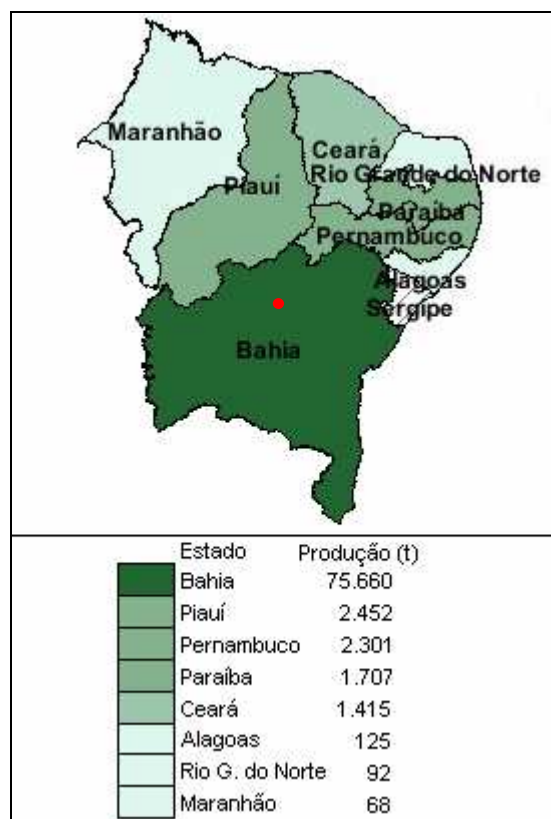 Maranhão
Ceará
Rio Grande do Norte
Piauí
Paraíba
Pernambuco
Alagoas
Sergipe
Bahia
Estado Produção (t)
Bahia 75.660
Piauí 2.452
Pernambuco 2.301
Paraíba 1.707
Ceará 1.415
Alagoas 125
Rio G. do Norte 92
Maranhão 68